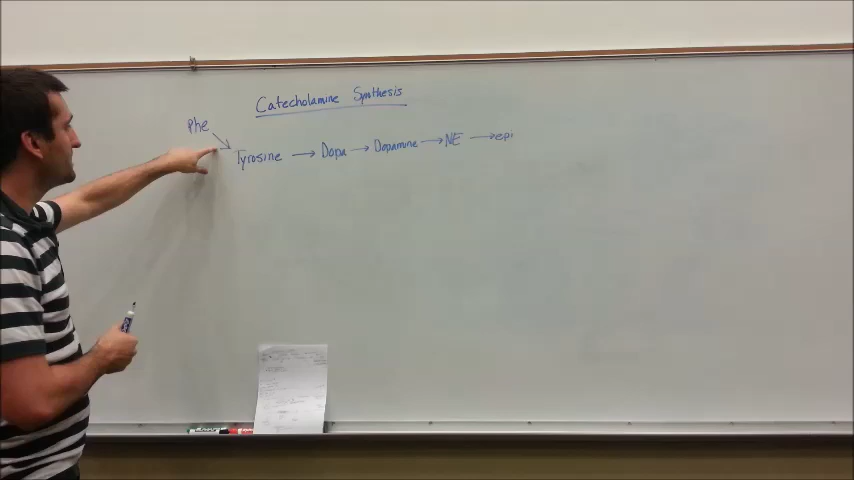 Catecholamine Synthesis
Phe
Tyrosine → Dopa → Dopamine → NE → epi